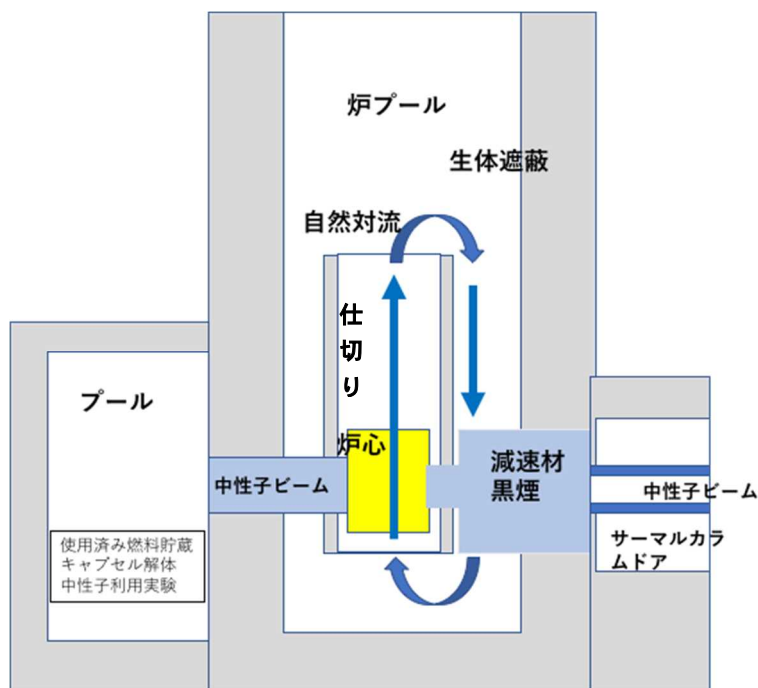 炉プール
生体遮蔽
自然対流
仕
切
り
プール
炉心
減速材
黒煙
中性子ビーム
中性子ビーム
使用済み燃料貯蔵
キャプセル解体
中性子利用実験
サーマルカラ
ムドア